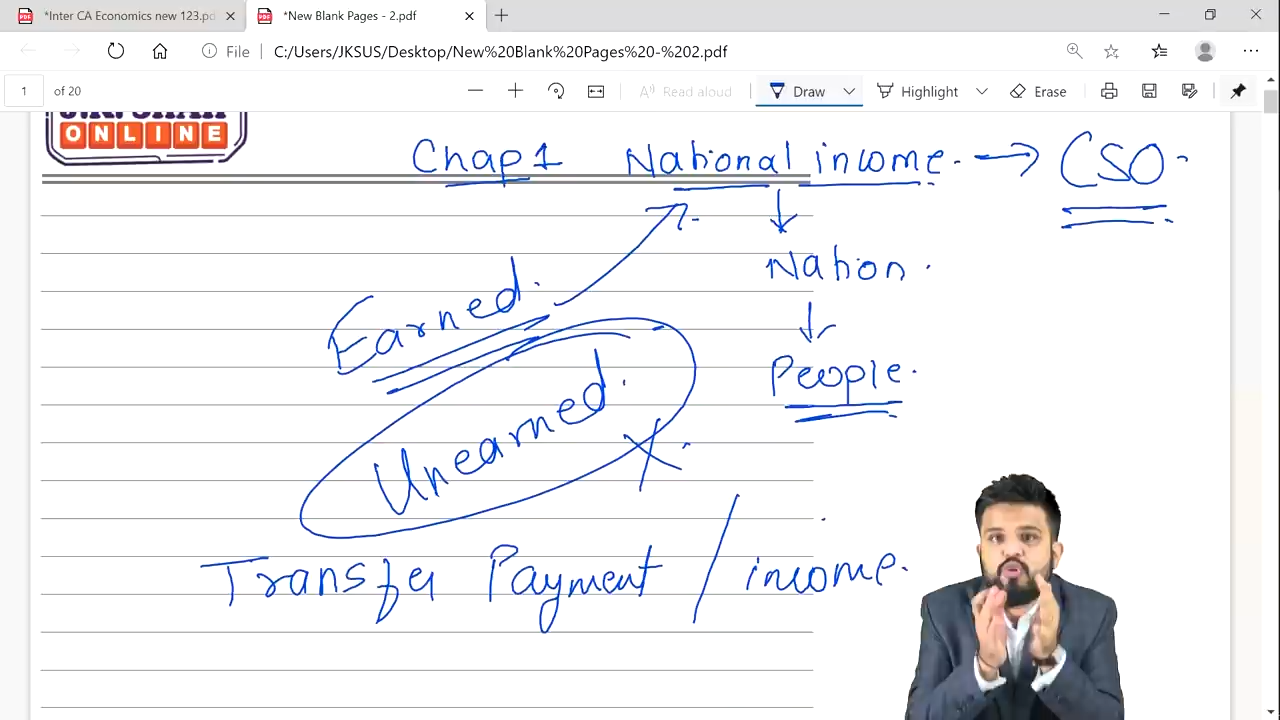 *Inter CA Economics new 123.pd
*New Blank Pages - 2.pdf
File C:/Users/JKSUS/Desktop/New%20Blank%20Pages%20-%202.pdf
1 of 20 Read aloud Draw Highlight Erase
ONLINE
Chap 1 National income. → CSO.
Nation.
Earned.
People.
Unearned.
Transfer Payment / income.